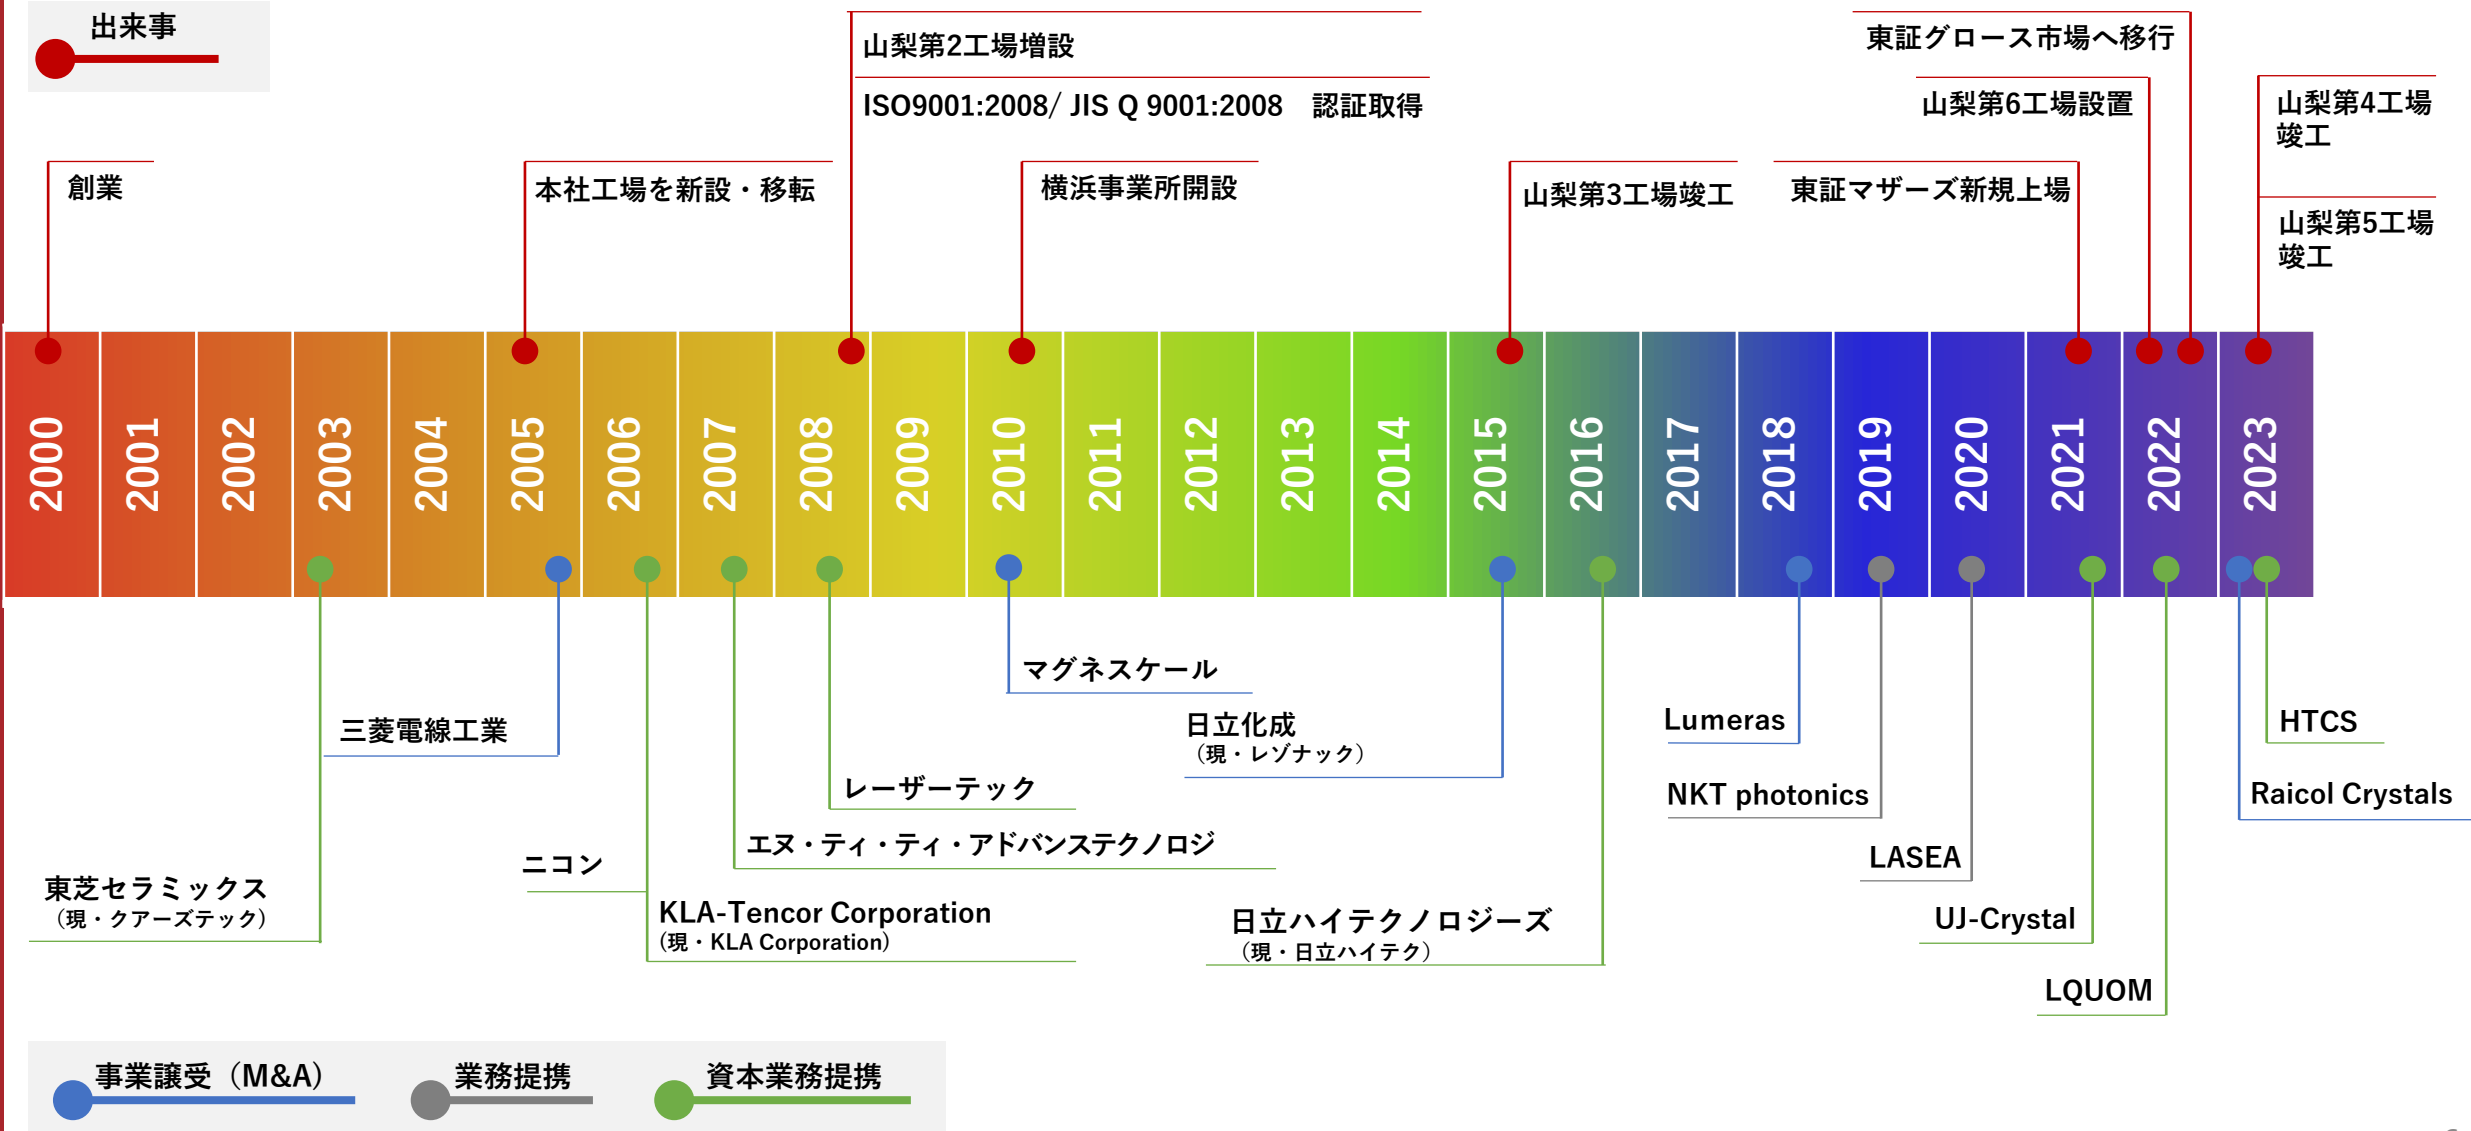 出来事
山梨第2工場増設
ISO9001:2008/ JIS Q 9001:2008　認証取得
東証グロース市場へ移行
山梨第6工場設置
山梨第4工場
竣工
創業
本社工場を新設・移転
横浜事業所開設
山梨第3工場竣工
東証マザーズ新規上場
山梨第5工場
竣工
2000
2001
2002
2003
2004
2005
2006
2007
2008
2009
2010
2011
2012
2013
2014
2015
2016
2017
2018
2019
2020
2021
2022
2023
東芝セラミックス
（現・クアーズテック）
三菱電線工業
ニコン
KLA-Tencor Corporation
(現・KLA Corporation)
エヌ・ティ・ティ・アドバンステクノロジ
レーザーテック
マグネスケール
日立化成
（現・レゾナック）
日立ハイテクノロジーズ
（現・日立ハイテク）
Lumeras
NKT photonics
LASEA
UJ-Crystal
LQUOM
HTCS
Raicol Crystals
事業譲受（M&A）
業務提携
資本業務提携